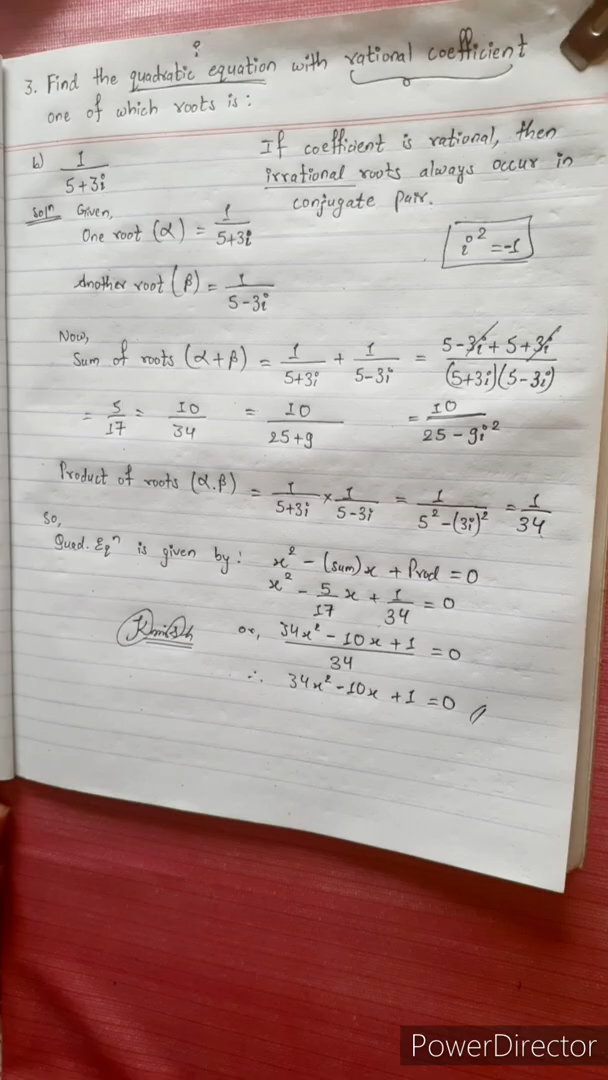 3. Find the quadratic equation with rational coefficient
one of which roots is :
If coefficient is rational, then
irrational roots always occur in
conjugate pair.
b) 1/(5+3i)
Soln Given,
One root (α) = 1/(5+3i)
i² = -1
Another root (β) = 1/(5-3i)
Now,
Sum of roots (α+β) = 1/(5+3i) + 1/(5-3i) = (5-3i+5+3i)/((5+3i)(5-3i))
= 5/17 = 10/34 = 10/(25+9) = 10/(25-9i²)
Product of roots (α.β) = 1/(5+3i) × 1/(5-3i) = 1/(5²-(3i)²) = 1/34
So,
Quad. Eqn is given by: x² - (sum)x + Prod = 0
x² - 5/17 x + 1/34 = 0
or, (34x² - 10x + 1)/34 = 0
∴ 34x² - 10x + 1 = 0
PowerDirector